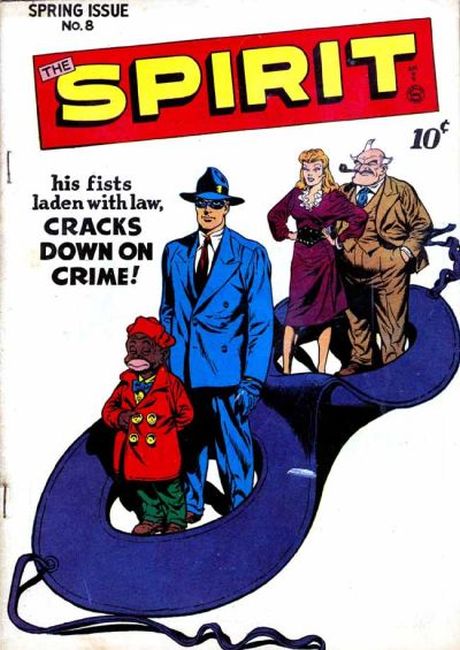 SPRING ISSUE
No. 8
THE
SPIRIT
10¢
his fists
laden with law,
CRACKS
DOWN ON
CRIME!